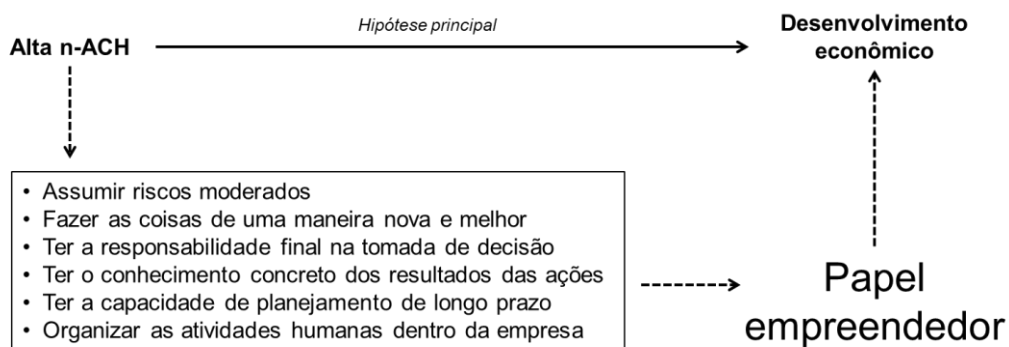 Hipótese principal
Alta n-ACH
Desenvolvimento
econômico
• Assumir riscos moderados
• Fazer as coisas de uma maneira nova e melhor
• Ter a responsabilidade final na tomada de decisão
• Ter o conhecimento concreto dos resultados das ações
• Ter a capacidade de planejamento de longo prazo
• Organizar as atividades humanas dentro da empresa
Papel
empreendedor